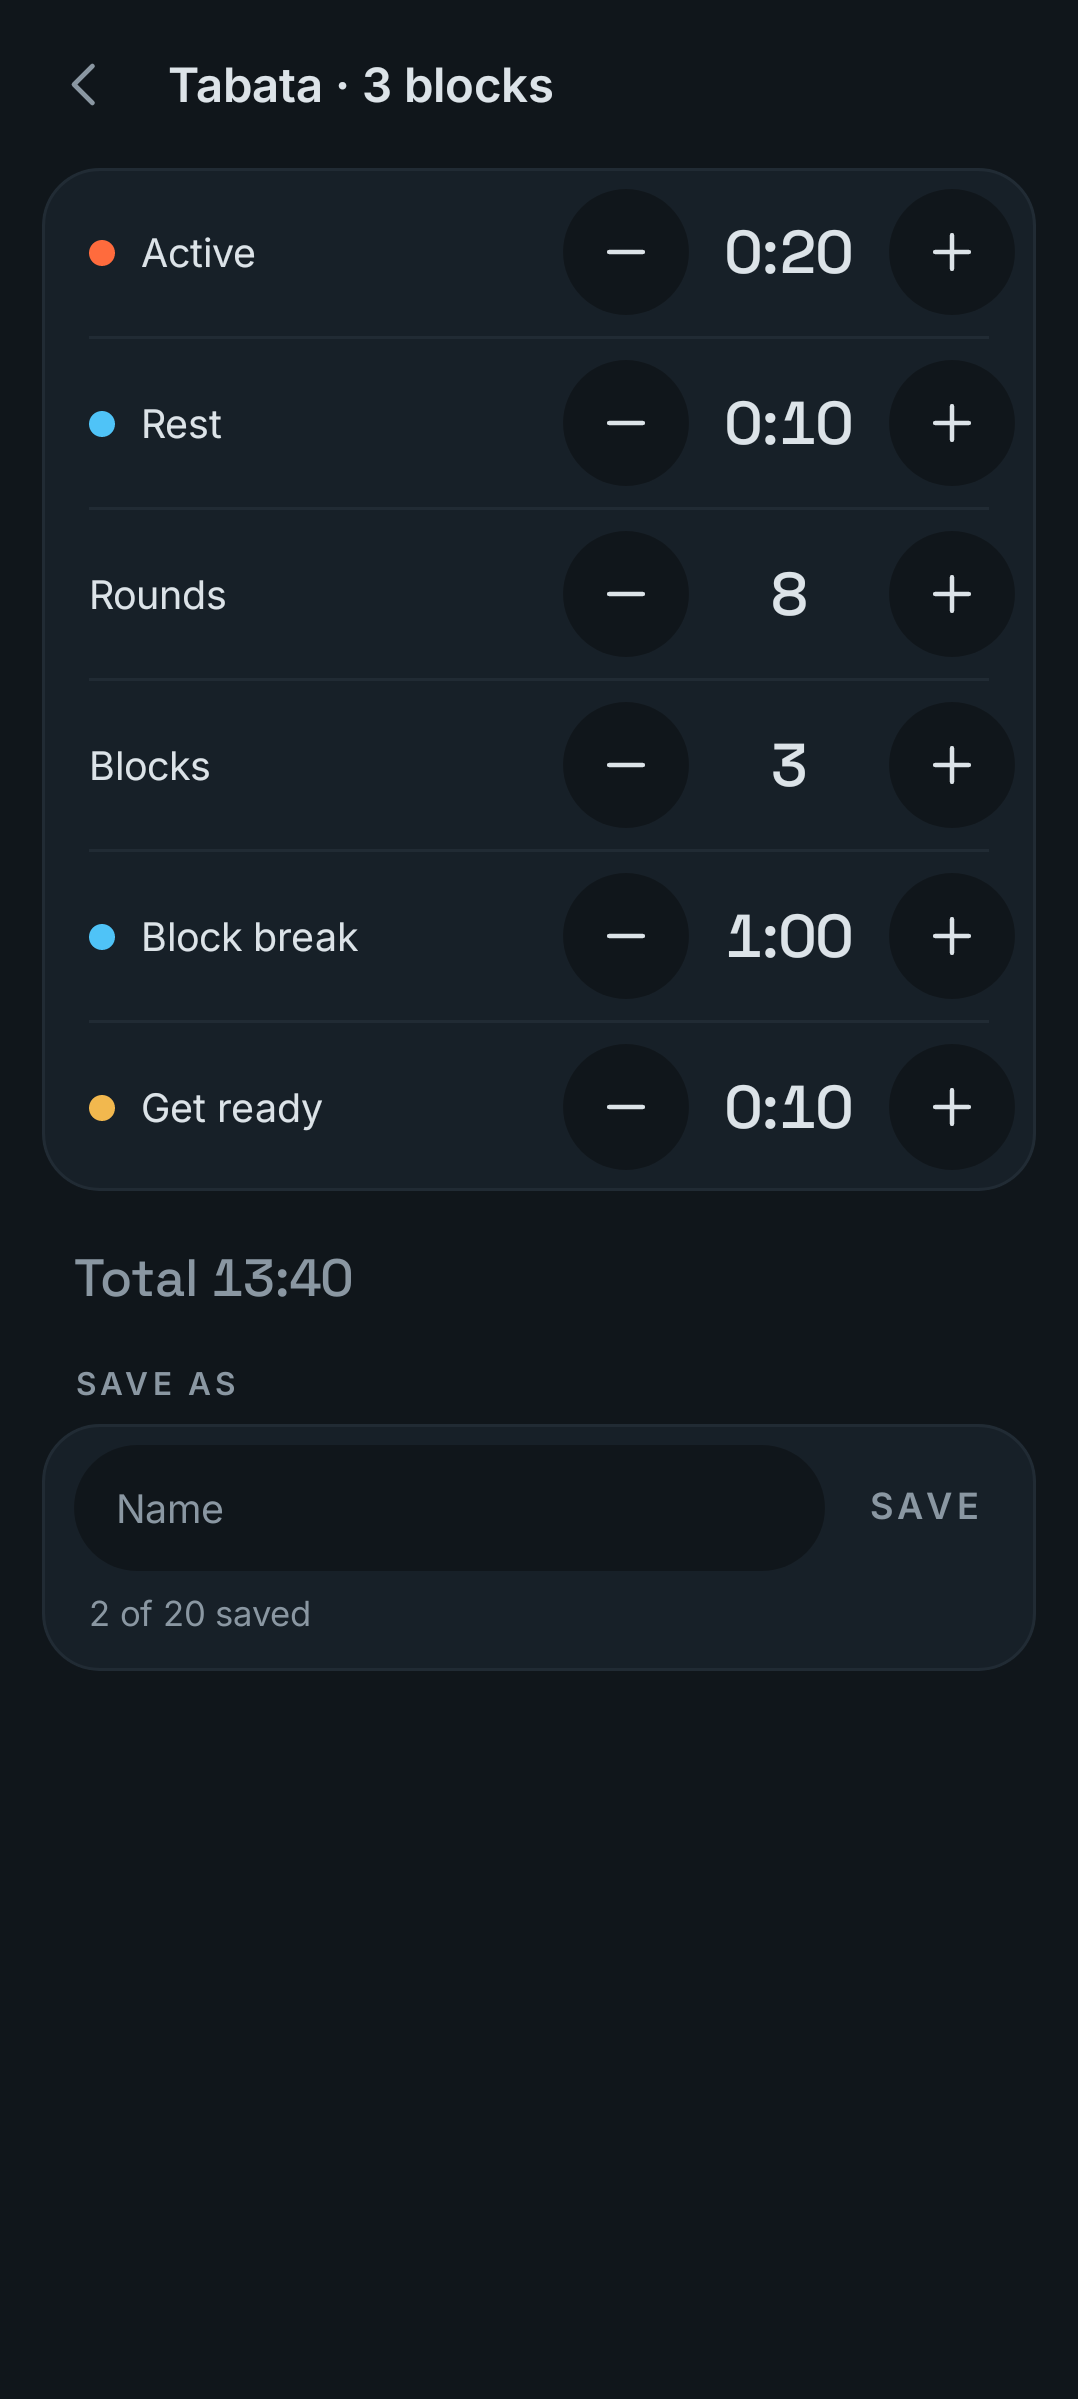 Tabata · 3 blocks
Active − 0:20 +
Rest − 0:10 +
Rounds − 8 +
Blocks − 3 +
Block break − 1:00 +
Get ready − 0:10 +
Total 13:40
SAVE AS
Name SAVE
2 of 20 saved